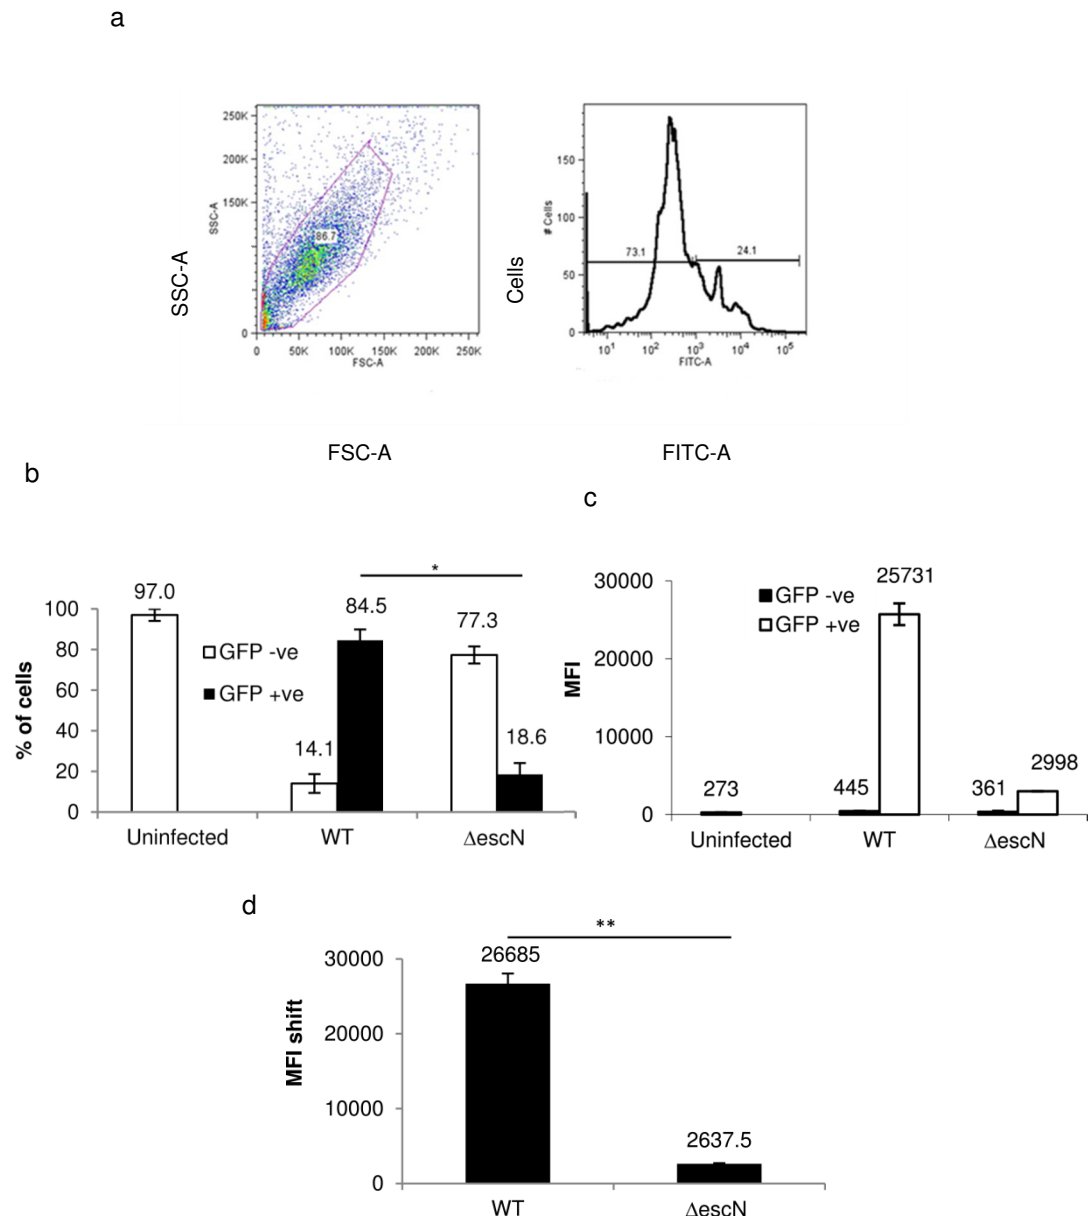 a
250K
200K
150K
0
SSC-A
86.7
0 50K 100K 150K 200K 250K
FSC-A
SSC-A
FSC-A
150
100
50
0
# Cells
73.1 24.1
10¹ 10² 10³ 10⁴ 10⁵
FITC-A
Cells
FITC-A
b
% of cells
100
80
60
40
20
0
97.0
14.1
84.5
77.3
18.6
*
GFP -ve
GFP +ve
Uninfected WT ΔescN
c
MFI
30000
20000
10000
0
GFP -ve
GFP +ve
273
445
25731
361
2998
Uninfected WT ΔescN
d
MFI shift
30000
20000
10000
0
**
26685
2637.5
WT ΔescN